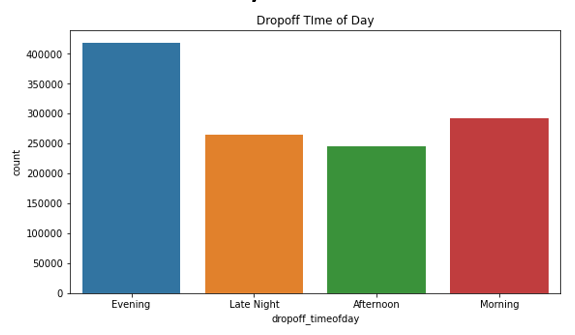 Dropoff TIme of Day
400000
350000
300000
250000
200000
150000
100000
50000
0
count
Evening Late Night Afternoon Morning
dropoff_timeofday